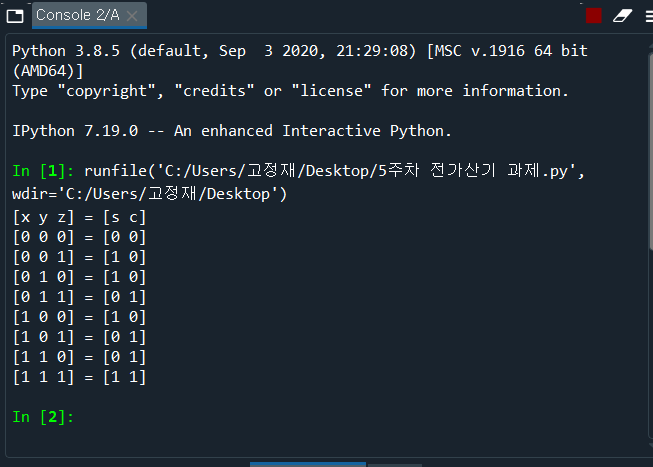 Console 2/A
Python 3.8.5 (default, Sep  3 2020, 21:29:08) [MSC v.1916 64 bit
(AMD64)]
Type "copyright", "credits" or "license" for more information.

IPython 7.19.0 -- An enhanced Interactive Python.

In [1]: runfile('C:/Users/고정재/Desktop/5주차 전가산기 과제.py',
wdir='C:/Users/고정재/Desktop')
[x y z] = [s c]
[0 0 0] = [0 0]
[0 0 1] = [1 0]
[0 1 0] = [1 0]
[0 1 1] = [0 1]
[1 0 0] = [1 0]
[1 0 1] = [0 1]
[1 1 0] = [0 1]
[1 1 1] = [1 1]

In [2]: